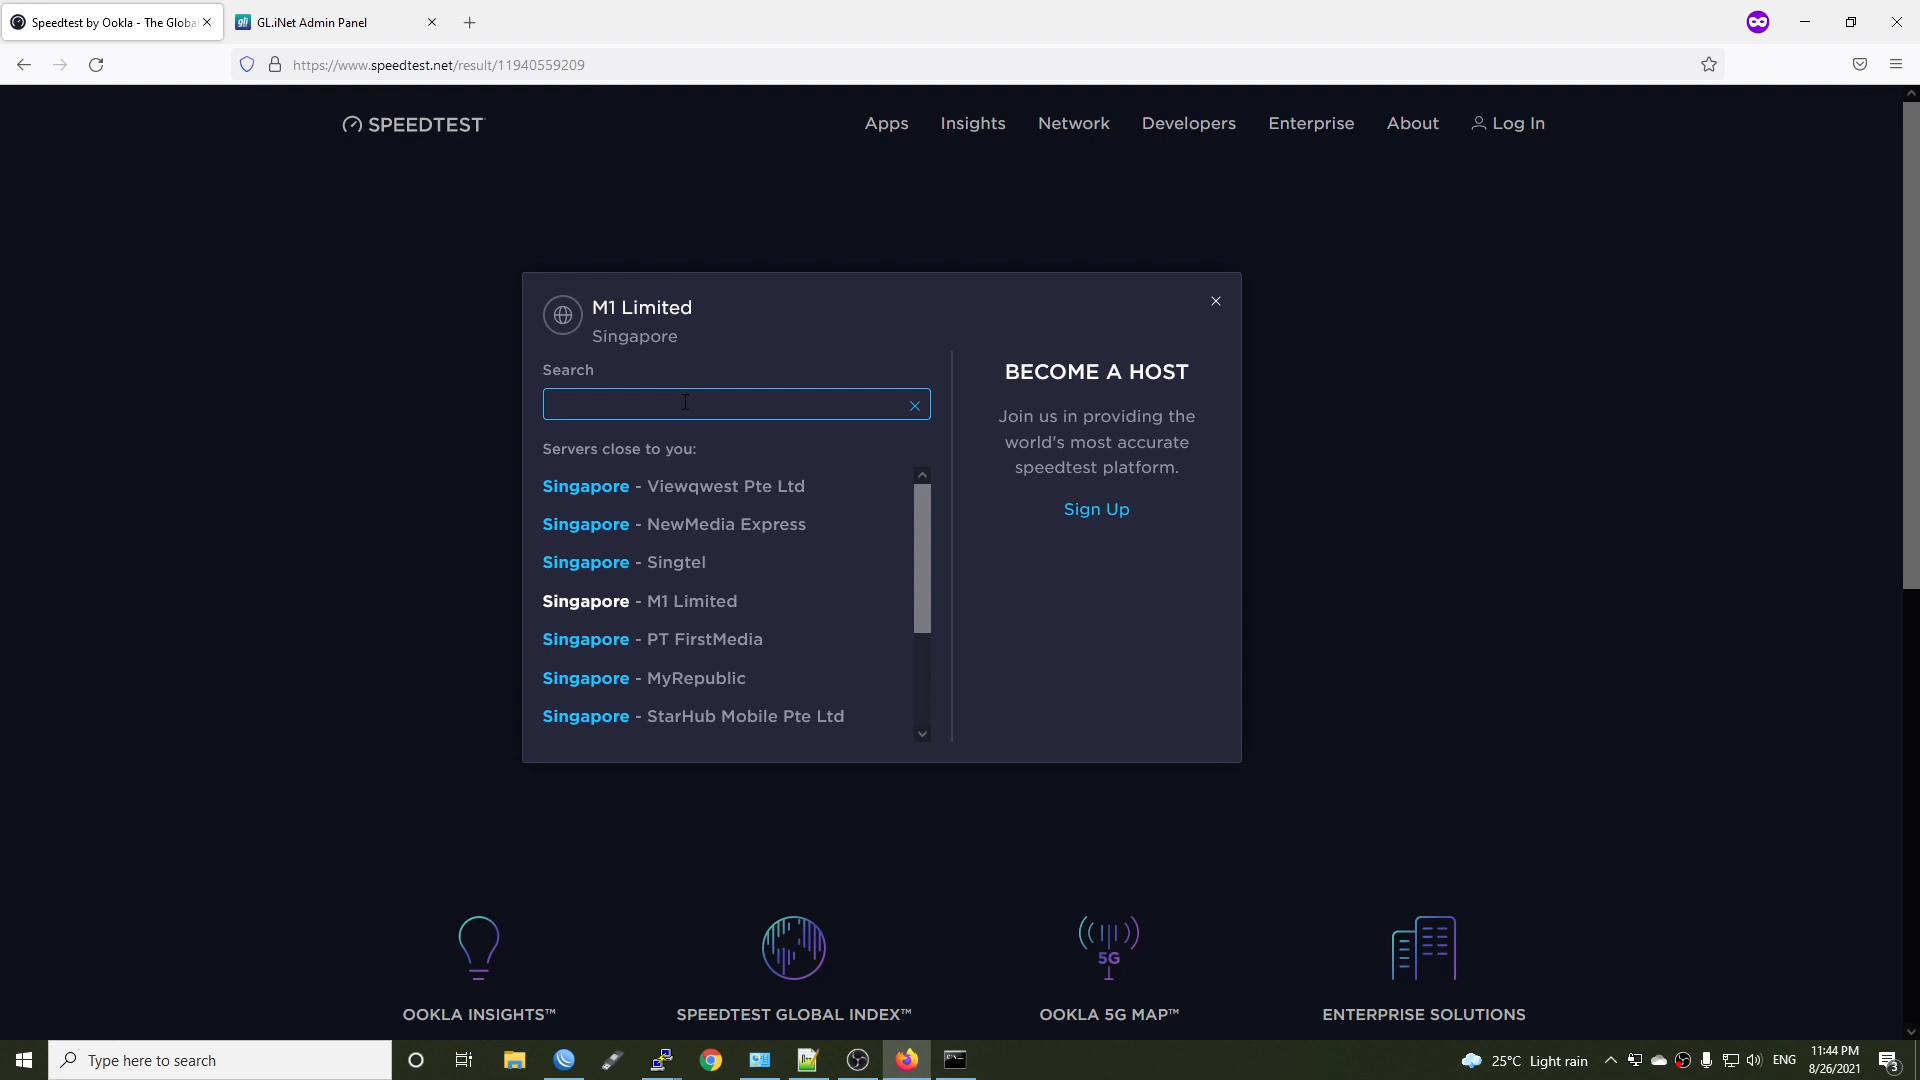 Speedtest by Ookla - The Globa
GL.iNet Admin Panel
https://www.speedtest.net/result/11940559209
SPEEDTEST
Apps
Insights
Network
Developers
Enterprise
About
Log In
M1 Limited
Singapore
Search
Servers close to you:
Singapore - Viewqwest Pte Ltd
Singapore - NewMedia Express
Singapore - Singtel
Singapore - M1 Limited
Singapore - PT FirstMedia
Singapore - MyRepublic
Singapore - StarHub Mobile Pte Ltd
BECOME A HOST
Join us in providing the
world's most accurate
speedtest platform.
Sign Up
5G
OOKLA INSIGHTS™
SPEEDTEST GLOBAL INDEX™
OOKLA 5G MAP™
ENTERPRISE SOLUTIONS
Type here to search
25°C Light rain
ENG
11:44 PM
8/26/2021
3